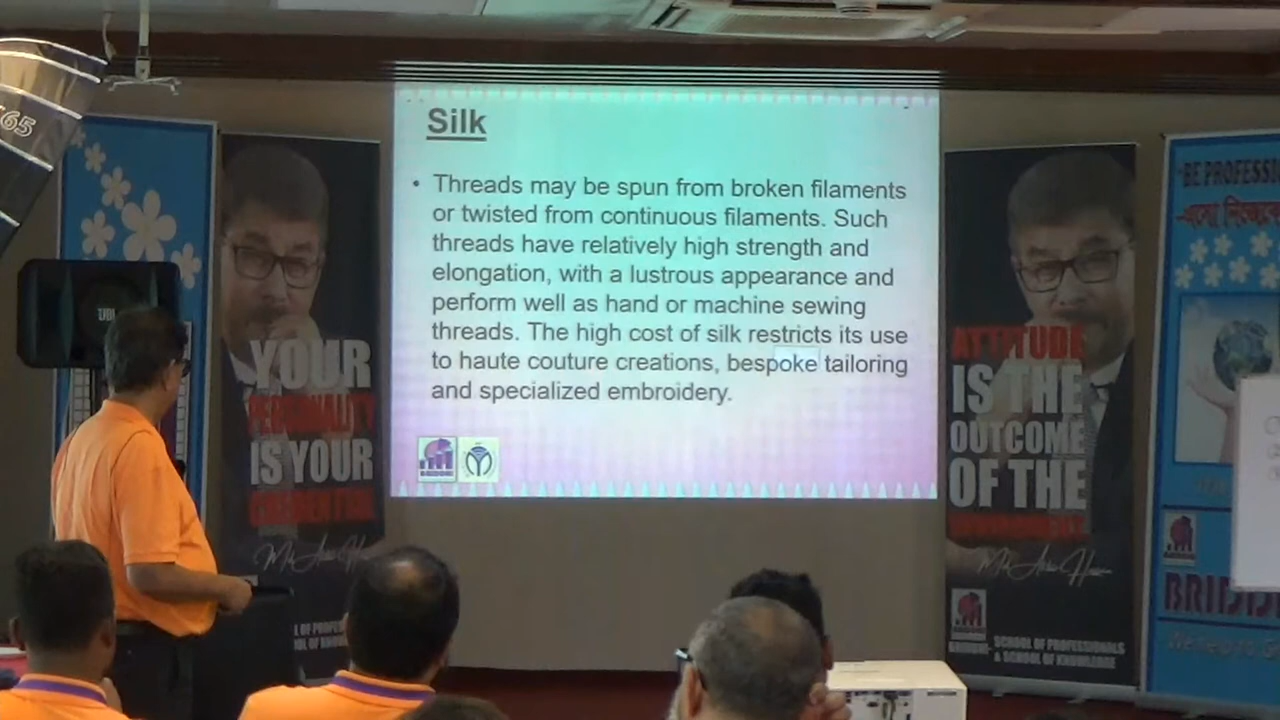 65
Silk
• Threads may be spun from broken filaments
or twisted from continuous filaments. Such
threads have relatively high strength and
elongation, with a lustrous appearance and
perform well as hand or machine sewing
threads. The high cost of silk restricts its use
to haute couture creations, bespoke tailoring
and specialized embroidery.
JBL
YOUR
PERSONALITY
IS YOUR
ATTITUDE
IS THE
OUTCOME
OF THE
SCHOOL OF PROFESSIONALS
& SCHOOL OF KNOWLEDGE
BE PROFESSI